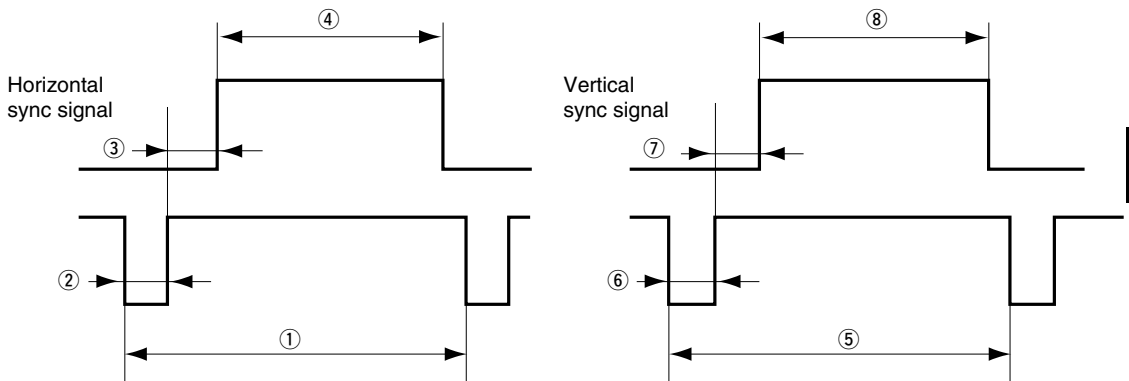 ④
⑧
Horizontal
sync signal
Vertical
sync signal
③
⑦
②
⑥
①
⑤